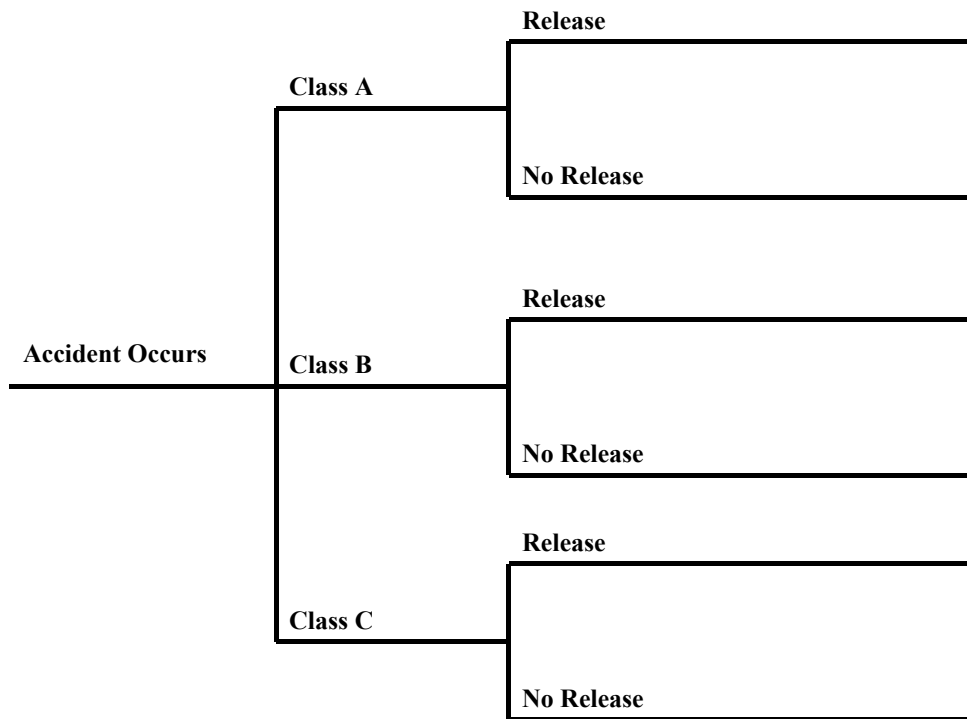 Release
Class A
No Release
Release
Accident Occurs
Class B
No Release
Release
Class C
No Release